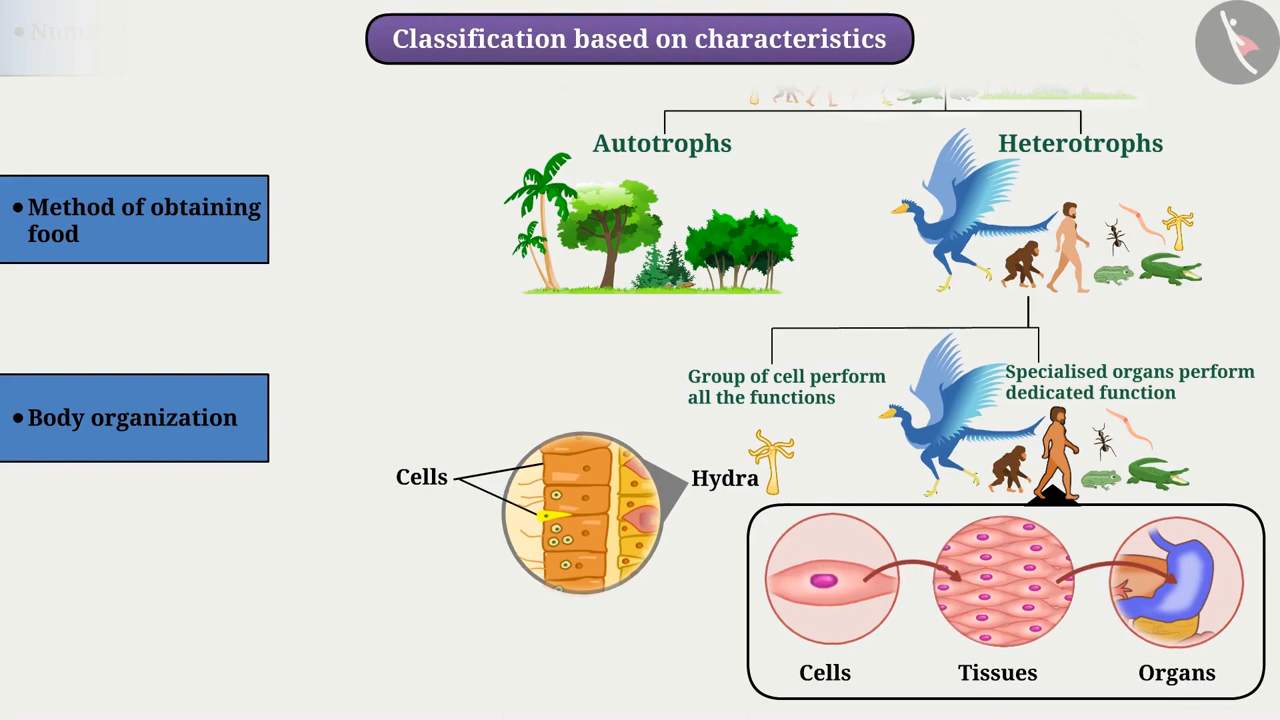 Classification based on characteristics
Autotrophs
Heterotrophs
• Method of obtaining
food
Group of cell perform
all the functions
Specialised organs perform
dedicated function
• Body organization
Cells
Hydra
Cells
Tissues
Organs